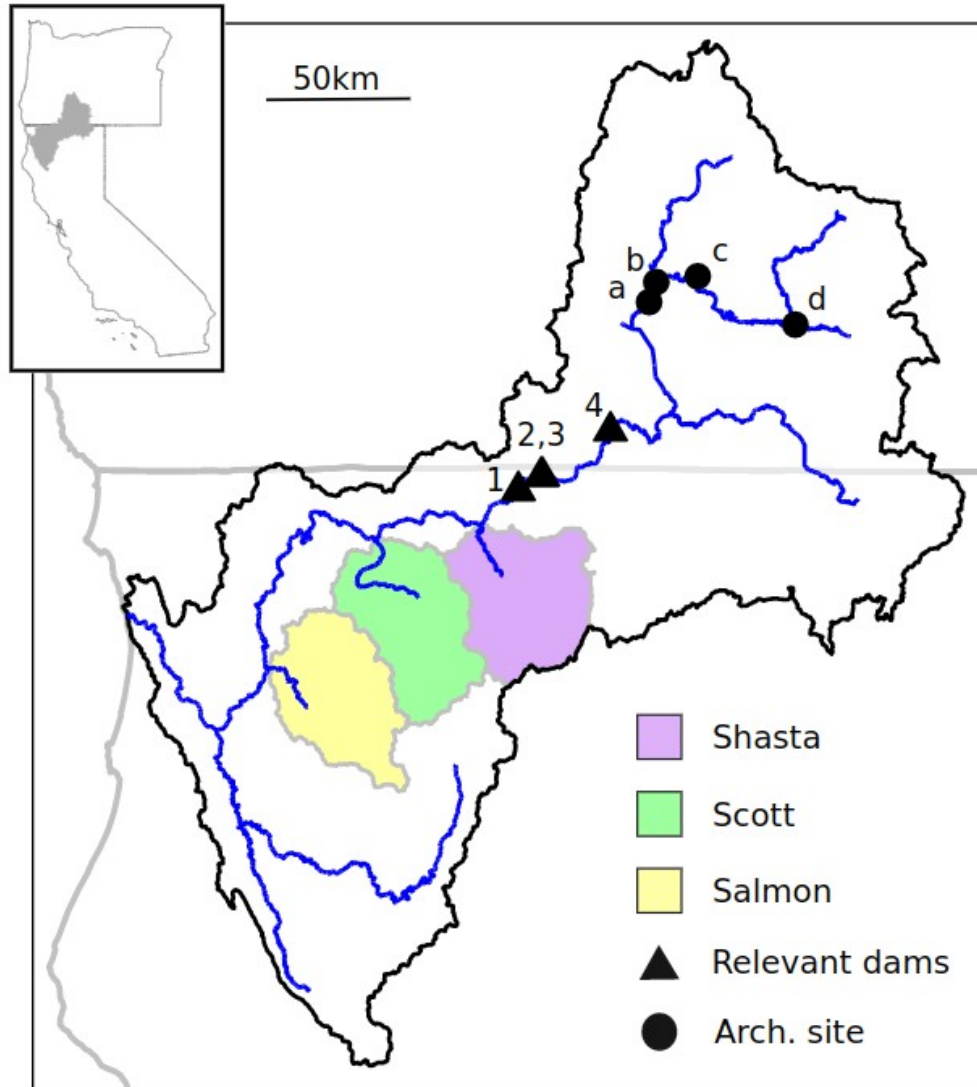 50km
b
c
a
d
4
2,3
1
Shasta
Scott
Salmon
Relevant dams
Arch. site